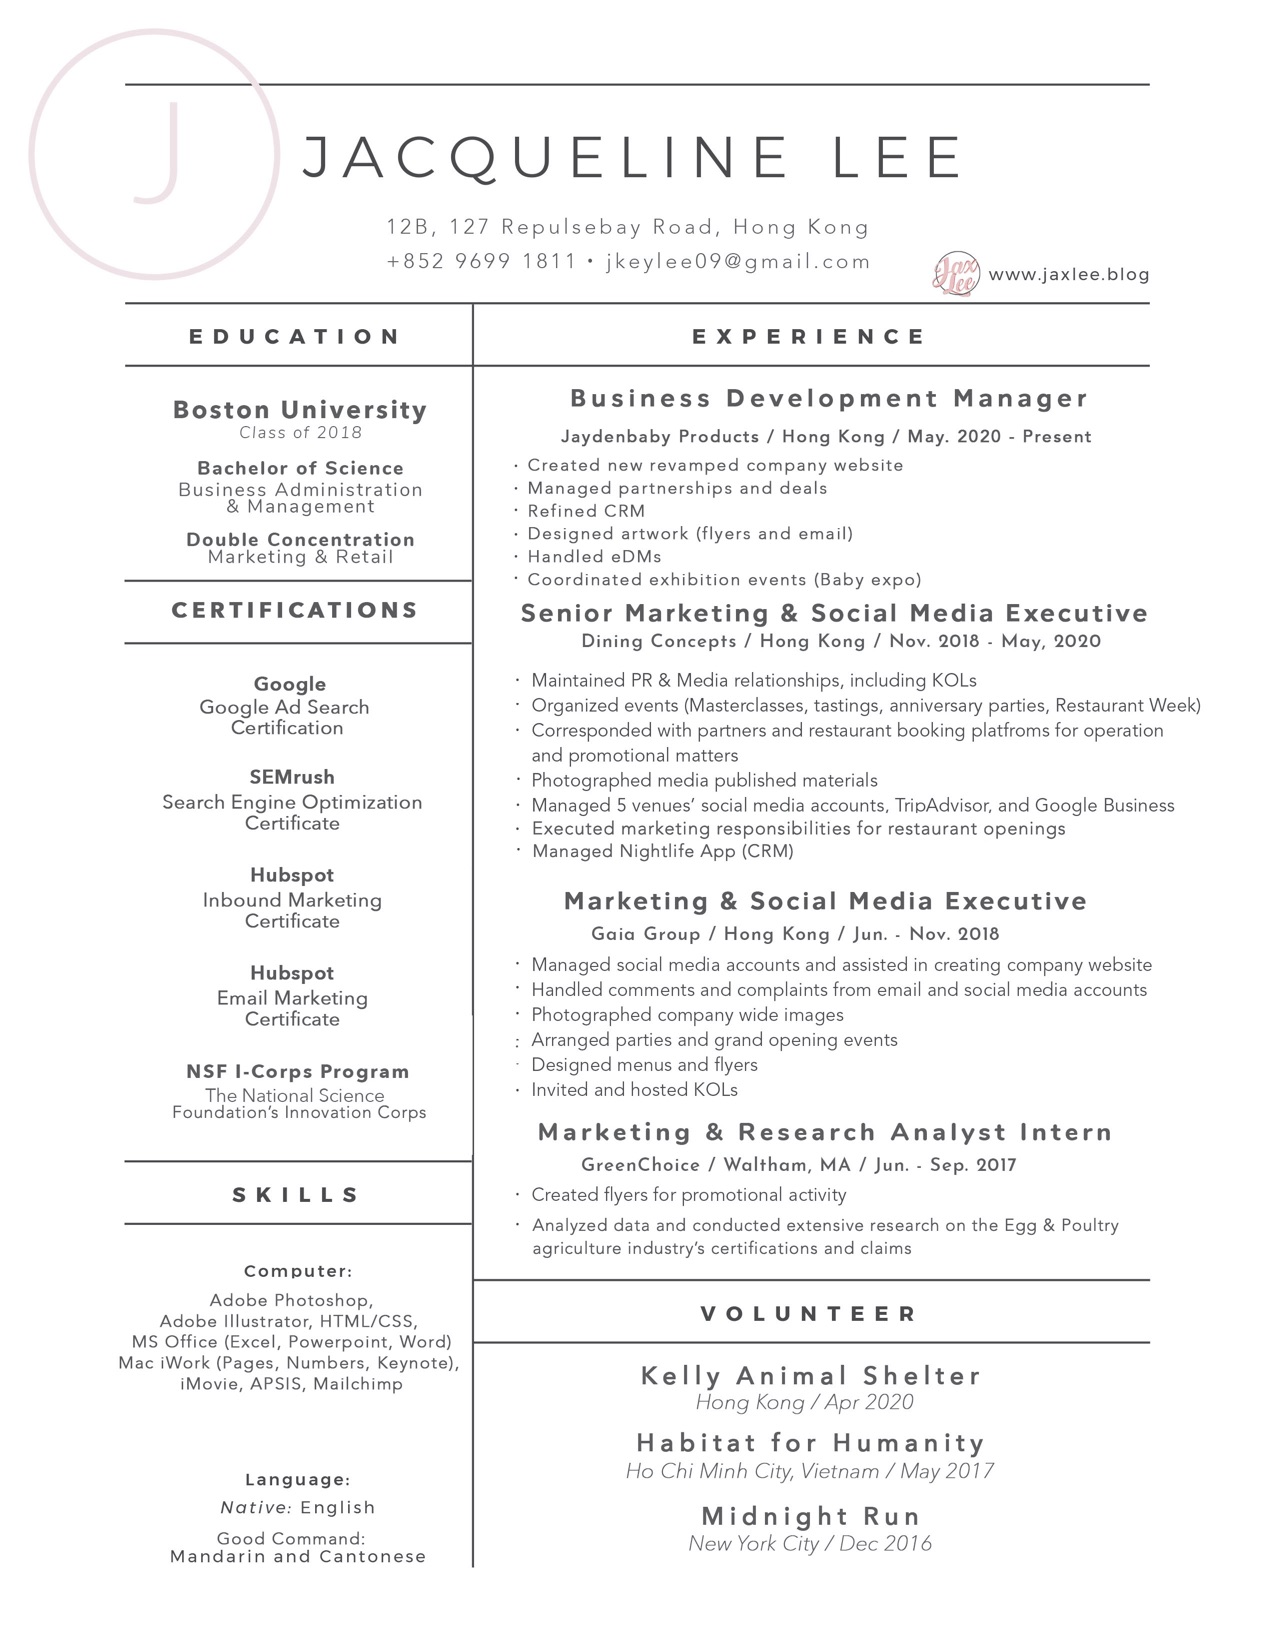 J
JACQUELINE LEE
12B, 127 Repulsebay Road, Hong Kong
+852 9699 1811 • jkeylee09@gmail.com
Jax
Lee
www.jaxlee.blog
EDUCATION
Boston University
Class of 2018
Bachelor of Science
Business Administration
& Management
Double Concentration
Marketing & Retail
CERTIFICATIONS
Google
Google Ad Search
Certification
SEMrush
Search Engine Optimization
Certificate
Hubspot
Inbound Marketing
Certificate
Hubspot
Email Marketing
Certificate
NSF I-Corps Program
The National Science
Foundation's Innovation Corps
SKILLS
Computer:
Adobe Photoshop,
Adobe Illustrator, HTML/CSS,
MS Office (Excel, Powerpoint, Word)
Mac iWork (Pages, Numbers, Keynote),
iMovie, APSIS, Mailchimp
Language:
Native: English
Good Command:
Mandarin and Cantonese
EXPERIENCE
Business Development Manager
Jaydenbaby Products / Hong Kong / May. 2020 - Present
· Created new revamped company website
· Managed partnerships and deals
· Refined CRM
· Designed artwork (flyers and email)
· Handled eDMs
· Coordinated exhibition events (Baby expo)
Senior Marketing & Social Media Executive
Dining Concepts / Hong Kong / Nov. 2018 - May, 2020
· Maintained PR & Media relationships, including KOLs
· Organized events (Masterclasses, tastings, anniversary parties, Restaurant Week)
· Corresponded with partners and restaurant booking platfroms for operation
and promotional matters
· Photographed media published materials
· Managed 5 venues' social media accounts, TripAdvisor, and Google Business
· Executed marketing responsibilities for restaurant openings
· Managed Nightlife App (CRM)
Marketing & Social Media Executive
Gaia Group / Hong Kong / Jun. - Nov. 2018
· Managed social media accounts and assisted in creating company website
· Handled comments and complaints from email and social media accounts
· Photographed company wide images
: Arranged parties and grand opening events
· Designed menus and flyers
· Invited and hosted KOLs
Marketing & Research Analyst Intern
GreenChoice / Waltham, MA / Jun. - Sep. 2017
· Created flyers for promotional activity
· Analyzed data and conducted extensive research on the Egg & Poultry
agriculture industry's certifications and claims
VOLUNTEER
Kelly Animal Shelter
Hong Kong / Apr 2020
Habitat for Humanity
Ho Chi Minh City, Vietnam / May 2017
Midnight Run
New York City / Dec 2016